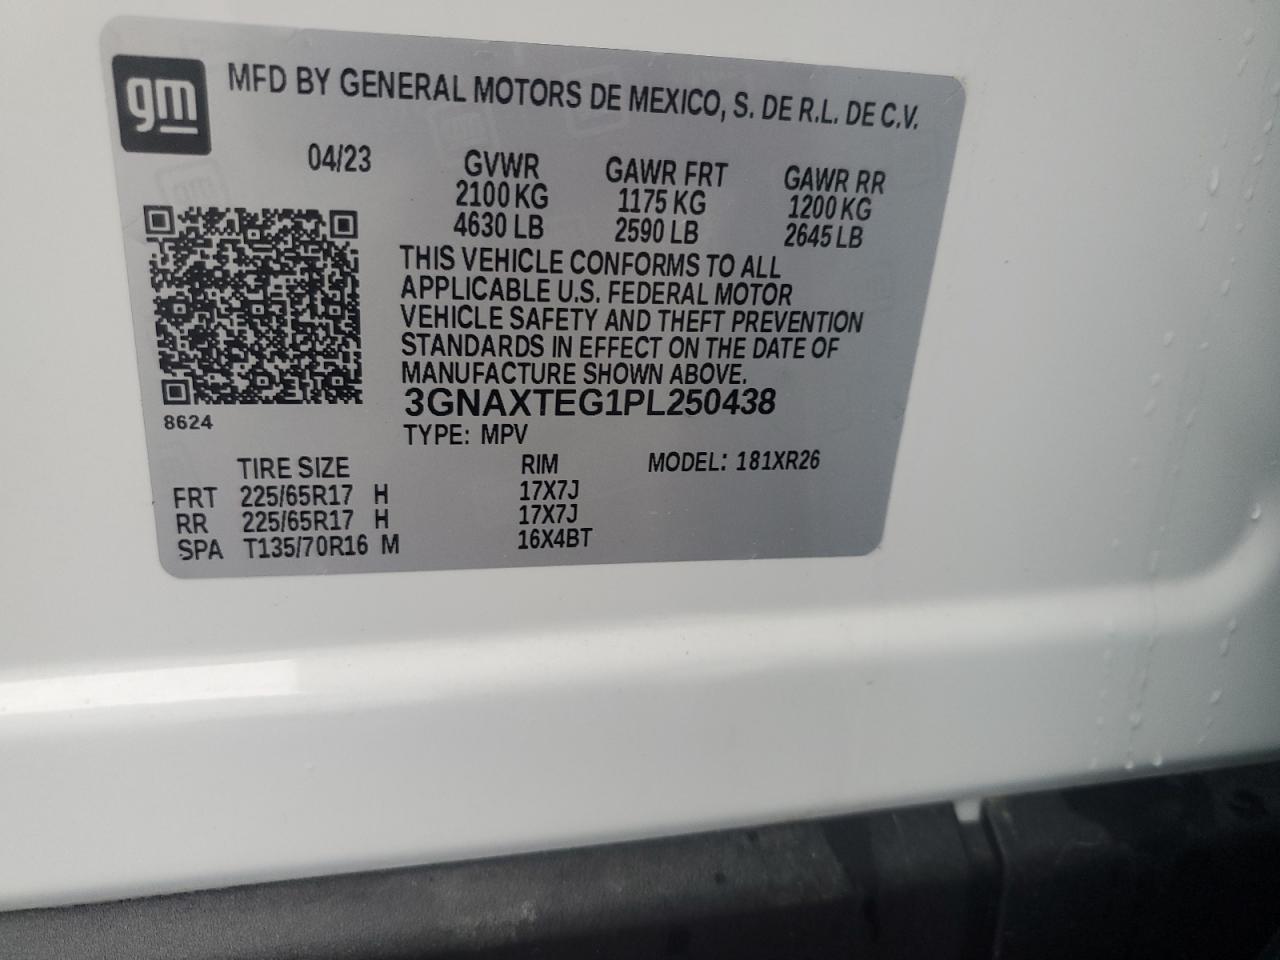 gm
MFD BY GENERAL MOTORS DE MEXICO, S. DE R.L. DE C.V.
04/23 GVWR GAWR FRT GAWR RR
2100 KG 1175 KG 1200 KG
4630 LB 2590 LB 2645 LB
THIS VEHICLE CONFORMS TO ALL
APPLICABLE U.S. FEDERAL MOTOR
VEHICLE SAFETY AND THEFT PREVENTION
STANDARDS IN EFFECT ON THE DATE OF
MANUFACTURE SHOWN ABOVE.
3GNAXTEG1PL250438
8624
TYPE: MPV
TIRE SIZE RIM MODEL: 181XR26
FRT 225/65R17 H 17X7J
RR 225/65R17 H 17X7J
SPA T135/70R16 M 16X4BT